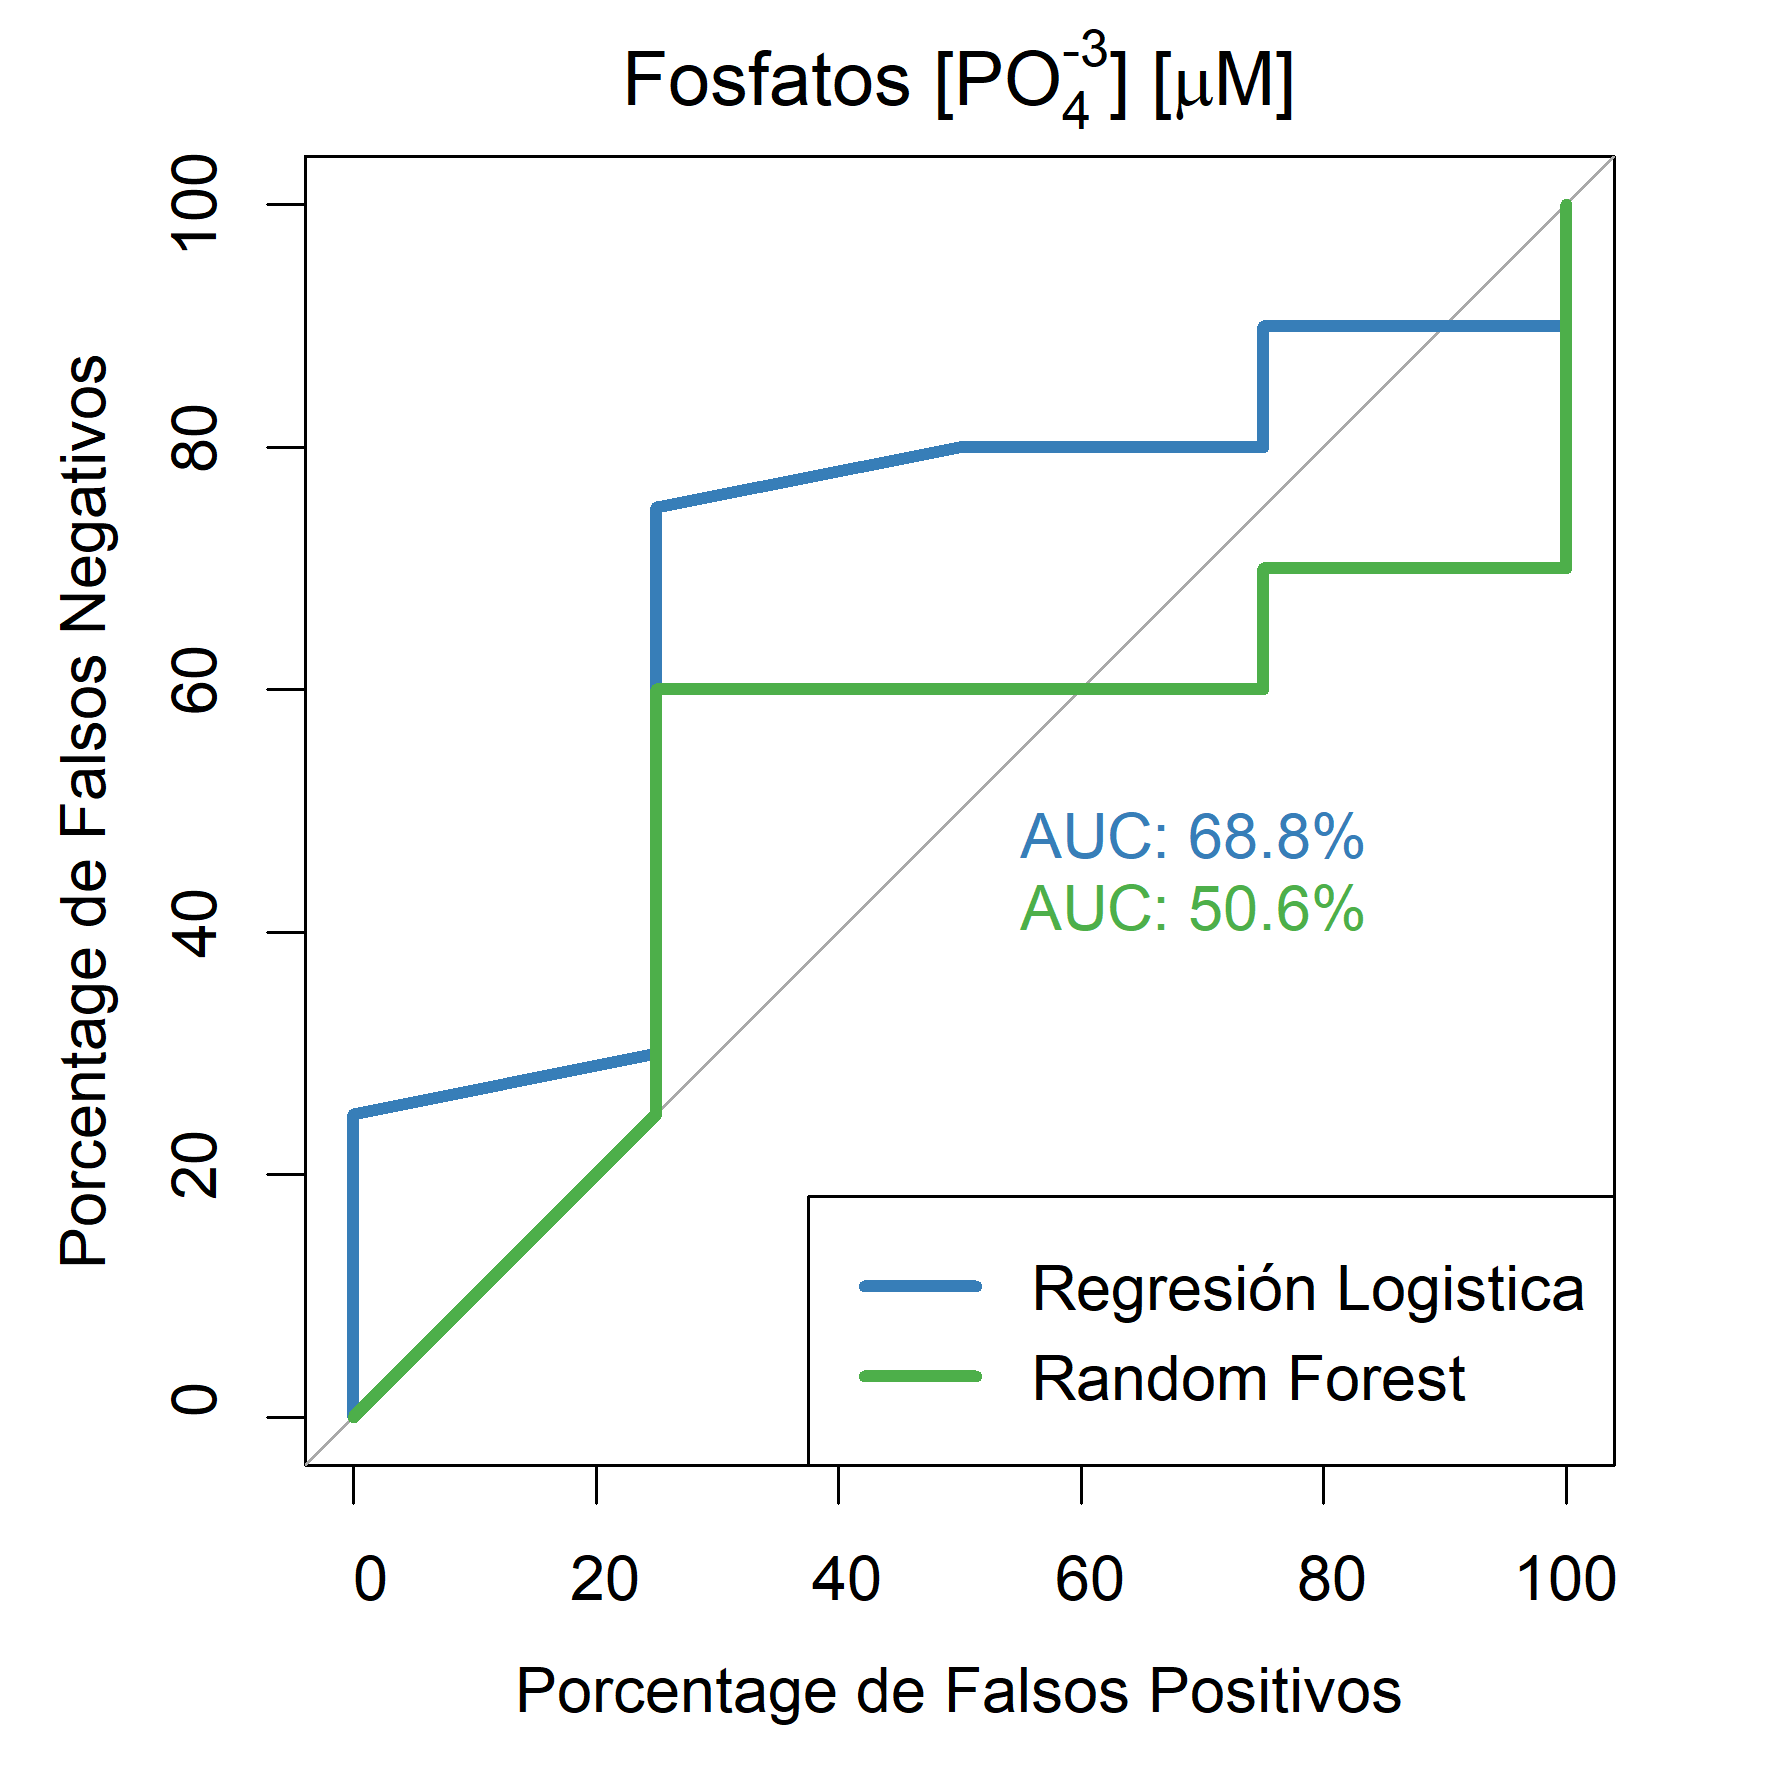 Fosfatos [PO₄⁻³] [μM]
Porcentage de Falsos Negativos
100
80
60
40
20
0
AUC: 68.8%
AUC: 50.6%
Regresión Logistica
Random Forest
0 20 40 60 80 100
Porcentage de Falsos Positivos